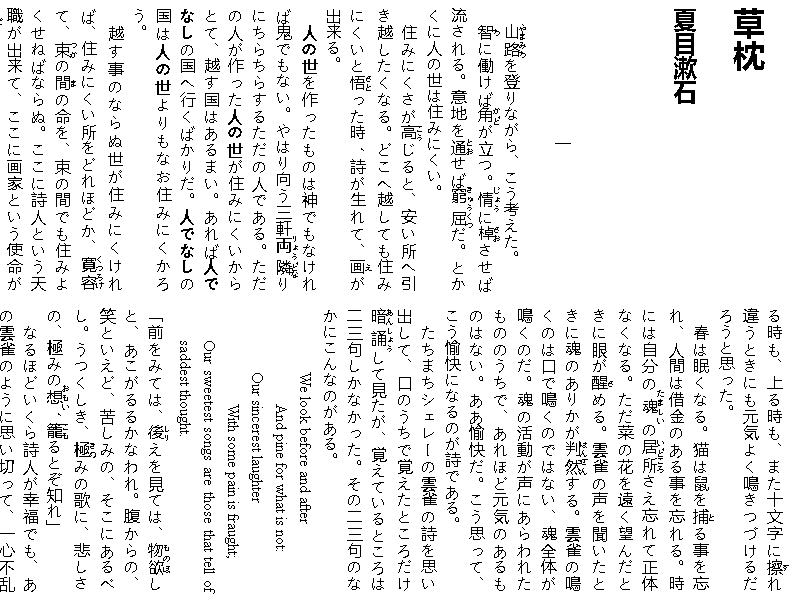 草枕
夏目漱石
一
山路を登りながら、こう考えた。
智に働けば角が立つ。情に棹させば
流される。意地を通せば窮屈だ。とか
くに人の世は住みにくい。
住みにくさが高じると、安い所へ引
き越したくなる。どこへ越しても住み
にくいと悟った時、詩が生れて、画が
出来る。
人の世を作ったものは神でもなけれ
ば鬼でもない。やはり向う三軒両隣り
にちらちらするただの人である。ただ
の人が作った人の世が住みにくいから
とて、越す国はあるまい。あれば人で
なしの国へ行くばかりだ。人でなしの
国は人の世よりもなお住みにくかろ
う。
越す事のならぬ世が住みにくけれ
ば、住みにくい所をどれほどか、寛容
て、束の間の命を、束の間でも住みよ
くせねばならぬ。ここに詩人という天
職が出来て、ここに画家という使命が
る時も、上る時も、また十文字に擦れ
違うときにも元気よく鳴きつづけるだ
ろうと思った。
春は眠くなる。猫は鼠を捕る事を忘
れ、人間は借金のある事を忘れる。時
には自分の魂の居所さえ忘れて正体
なくなる。ただ菜の花を遠く望んだと
きに眼が醒める。雲雀の声を聞いたと
きに魂のありかが判然する。雲雀の鳴
くのは口で鳴くのではない、魂全体が
鳴くのだ。魂の活動が声にあらわれた
もののうちで、あれほど元気のあるも
のはない。ああ愉快だ。こう思って、
こう愉快になるのが詩である。
たちまちシェレーの雲雀の詩を思い
出して、口のうちで覚えたところだけ
暗誦して見たが、覚えているところは
二三句しかなかった。その二三句のな
かにこんなのがある。
We look before and after
And pine for what is not:
Our sincerest laughter
With some pain is fraught;
Our sweetest songs are those that tell of
saddest thought.
「前をみては、後えを見ては、物欲し
と、あこがるるかなわれ。腹からの、
笑といえど、苦しみの、そこにあるべ
し。うつくしき、極みの歌に、悲しさ
の、極みの想、籠るとぞ知れ」
なるほどいくら詩人が幸福でも、あ
の雲雀のように思い切って、一心不乱